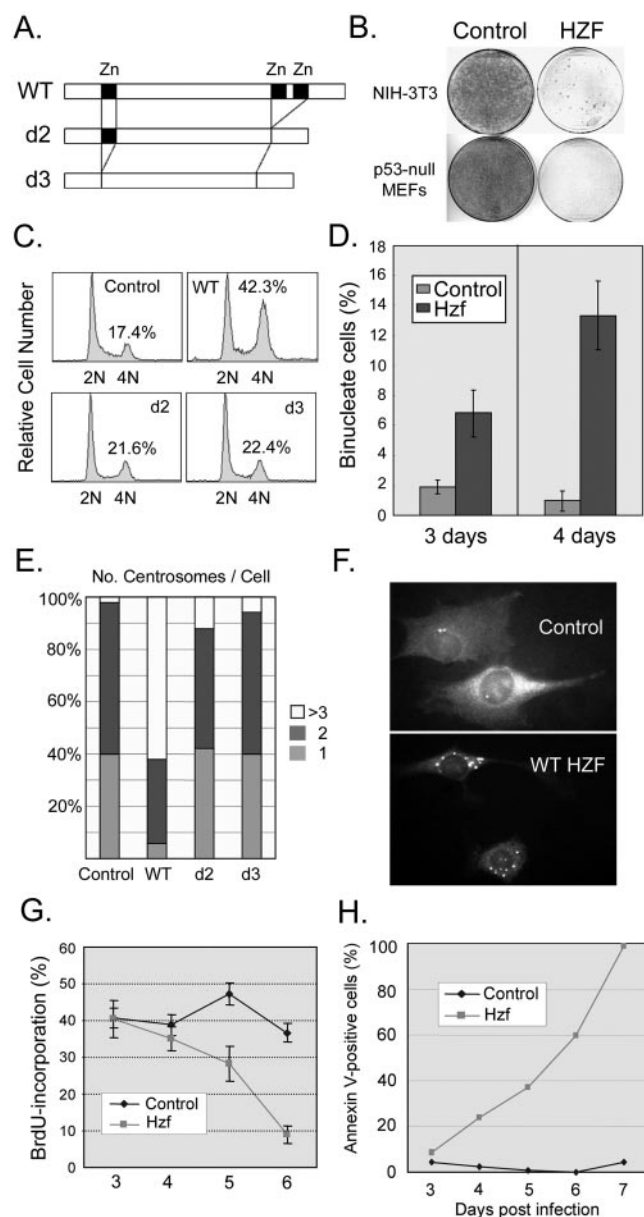 A.
Zn Zn Zn
WT
d2
d3
B.
Control HZF
NIH-3T3
p53-null
MEFs
C.
Relative Cell Number
Control
17.4%
2N 4N
WT 42.3%
2N 4N
d2
21.6%
2N 4N
d3
22.4%
2N 4N
D.
Binucleate cells (%)
18
16
14
12
10
8
6
4
2
0
Control
Hzf
3 days 4 days
E.
No. Centrosomes / Cell
100%
80%
60%
40%
20%
>3
2
1
Control WT d2 d3
F.
Control
WT HZF
G.
BrdU-incorporation (%)
60
50
40
30
20
10
0
Control
Hzf
3 4 5 6
H.
Annexin V-positive cells (%)
100
80
60
40
20
0
Control
Hzf
3 4 5 6 7
Days post infection